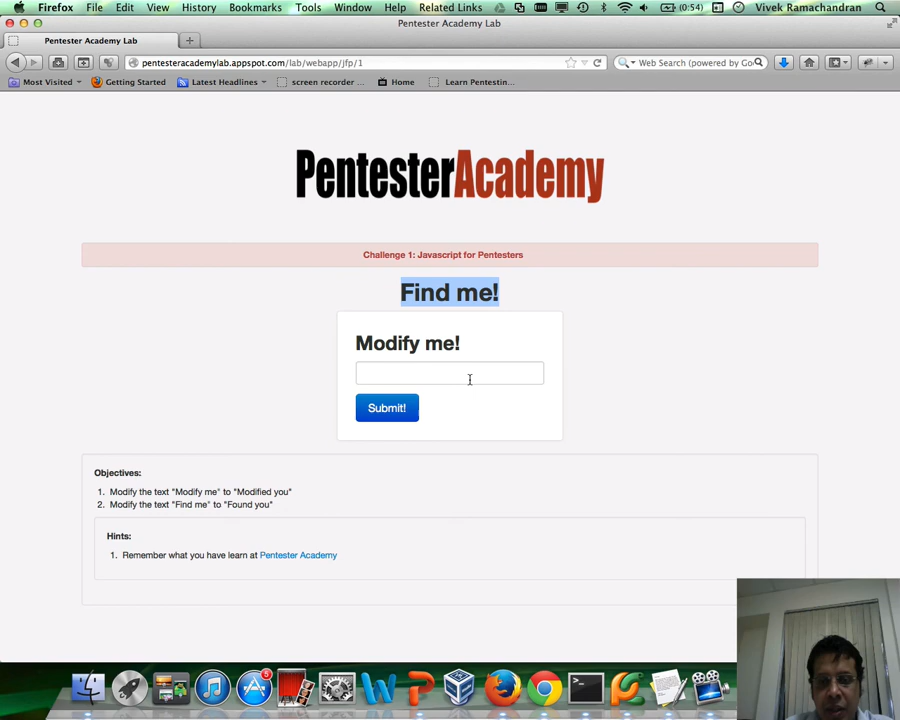 Firefox File Edit View History Bookmarks Tools Window Help Related Links (0:54) Vivek Ramachandran
Pentester Academy Lab
Pentester Academy Lab
pentesteracademylab.appspot.com/lab/webapp/jfp/1 Web Search (powered by Go
Most Visited Getting Started Latest Headlines screen recorder ... Home Learn Pentestin...
PentesterAcademy
Challenge 1: Javascript for Pentesters
Find me!
Modify me!
Submit!
Objectives:
1. Modify the text "Modify me" to "Modified you"
2. Modify the text "Find me" to "Found you"
Hints:
1. Remember what you have learn at Pentester Academy
5